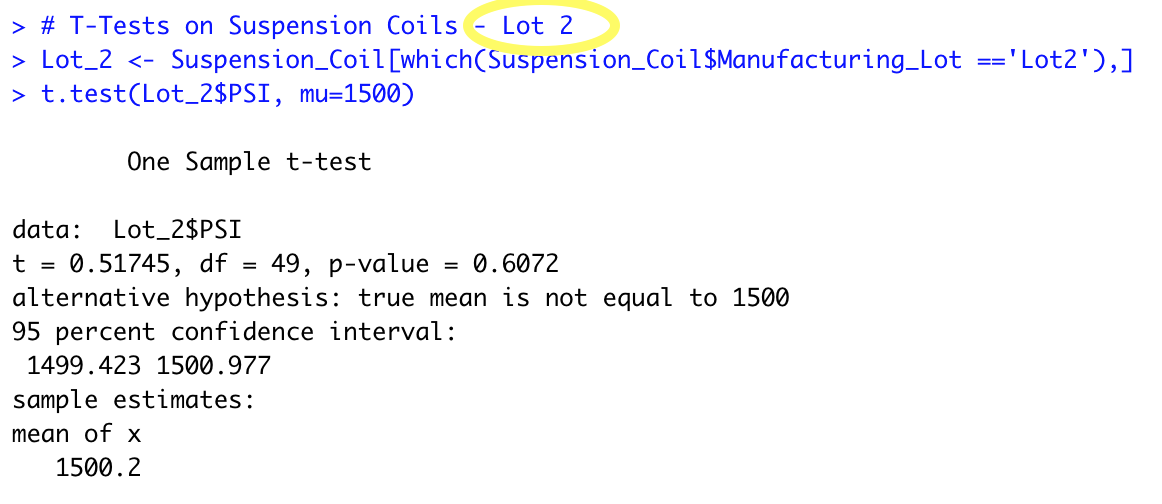 > # T-Tests on Suspension Coils - Lot 2
> Lot_2 <- Suspension_Coil[which(Suspension_Coil$Manufacturing_Lot =='Lot2'),]
> t.test(Lot_2$PSI, mu=1500)
One Sample t-test
data:  Lot_2$PSI
t = 0.51745, df = 49, p-value = 0.6072
alternative hypothesis: true mean is not equal to 1500
95 percent confidence interval:
1499.423 1500.977
sample estimates:
mean of x
1500.2